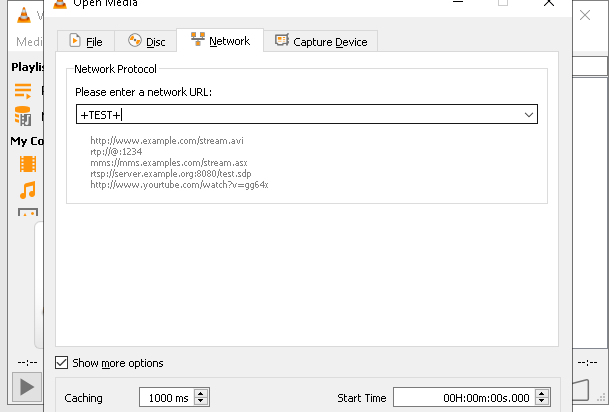 Open Media
Medi
Playlis
My Co
File
Disc
Network
Capture Device
Network Protocol
Please enter a network URL:
+TEST+
http://www.example.com/stream.avi
rtp://@:1234
mms://mms.examples.com/stream.asx
rtsp://server.example.org:8080/test.sdp
http://www.yourtube.com/watch?v=gg64x
--:--
--:--
Show more options
Caching
1000 ms
Start Time
00H:00m:00s.000